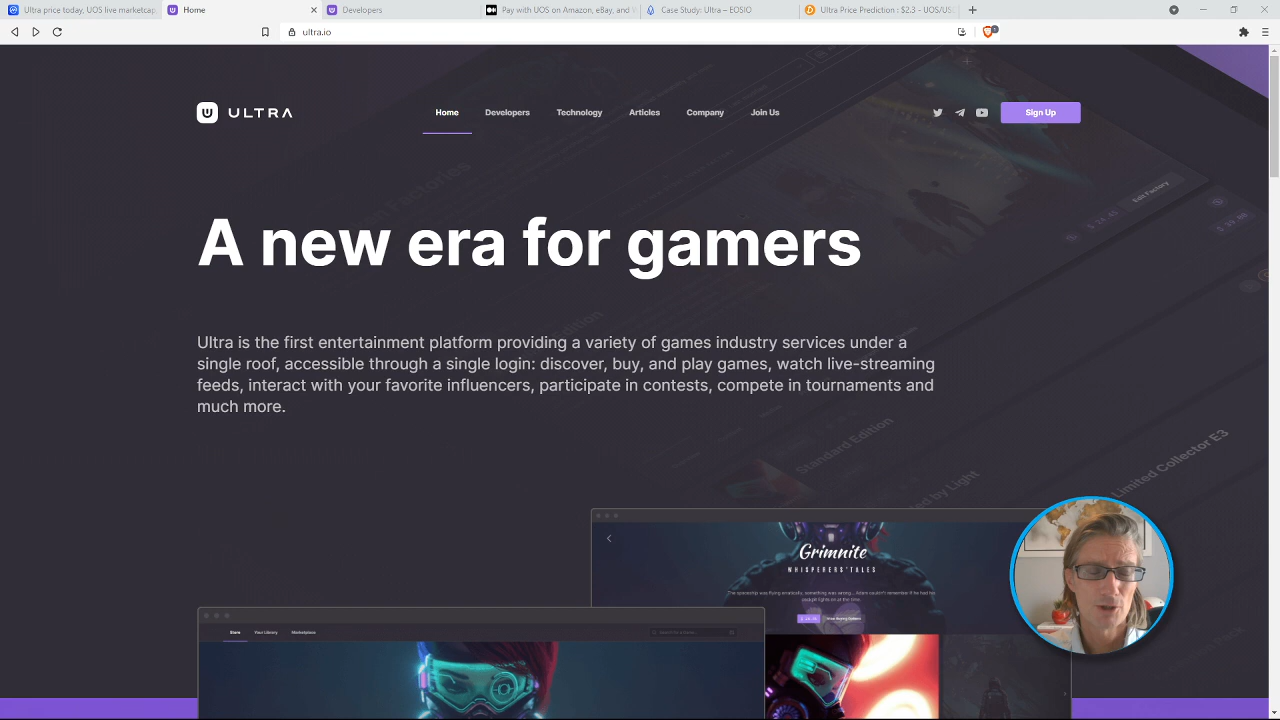 Ultra price today, UOS live marketcap
Home
Developers
Pay with UOS on Amazon, eBay, and
Case Study: Ultra – EOSIO
Ultra Price Prediction : $2.3 – UOS/US
ultra.io
ULTRA
Home
Developers
Technology
Articles
Company
Join Us
Sign Up
A new era for gamers
Ultra is the first entertainment platform providing a variety of games industry services under a
single roof, accessible through a single login: discover, buy, and play games, watch live-streaming
feeds, interact with your favorite influencers, participate in contests, compete in tournaments and
much more.
Edit Factory
Standard Edition
Limited Collector E3
Grimnite
WHISPERERS'TALES
Store
Your Library
Marketplace